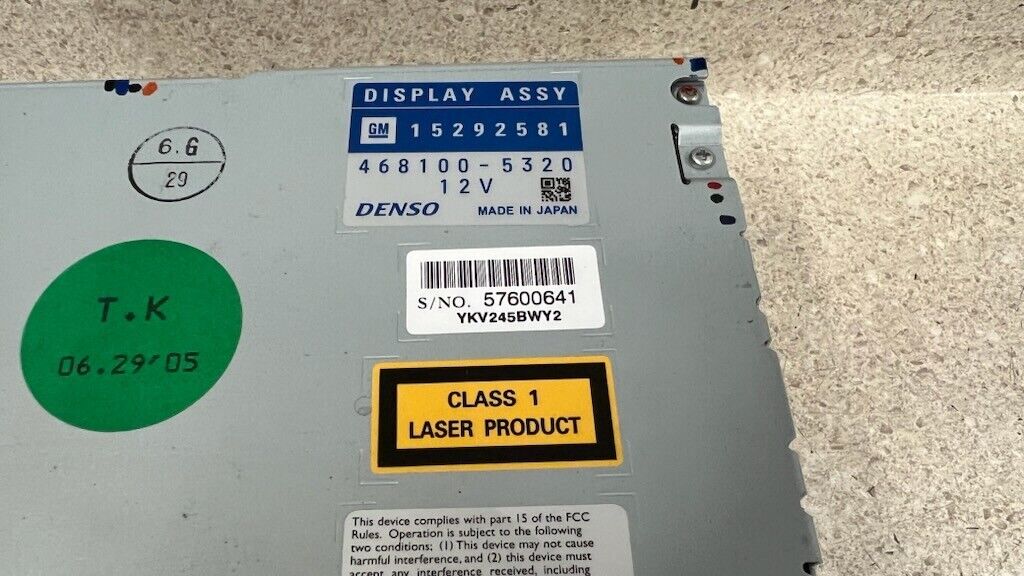 DISPLAY ASSY
GM 15292581
468100-5320
12V
DENSO MADE IN JAPAN
6.G
29
S/NO. 57600641
YKV245BWY2
T.K
06.29'05
CLASS 1
LASER PRODUCT
This device complies with part 15 of the FCC
Rules. Operation is subject to the following
two conditions; (1) This device may not cause
harmful interference, and (2) this device must
accept any interference received, including